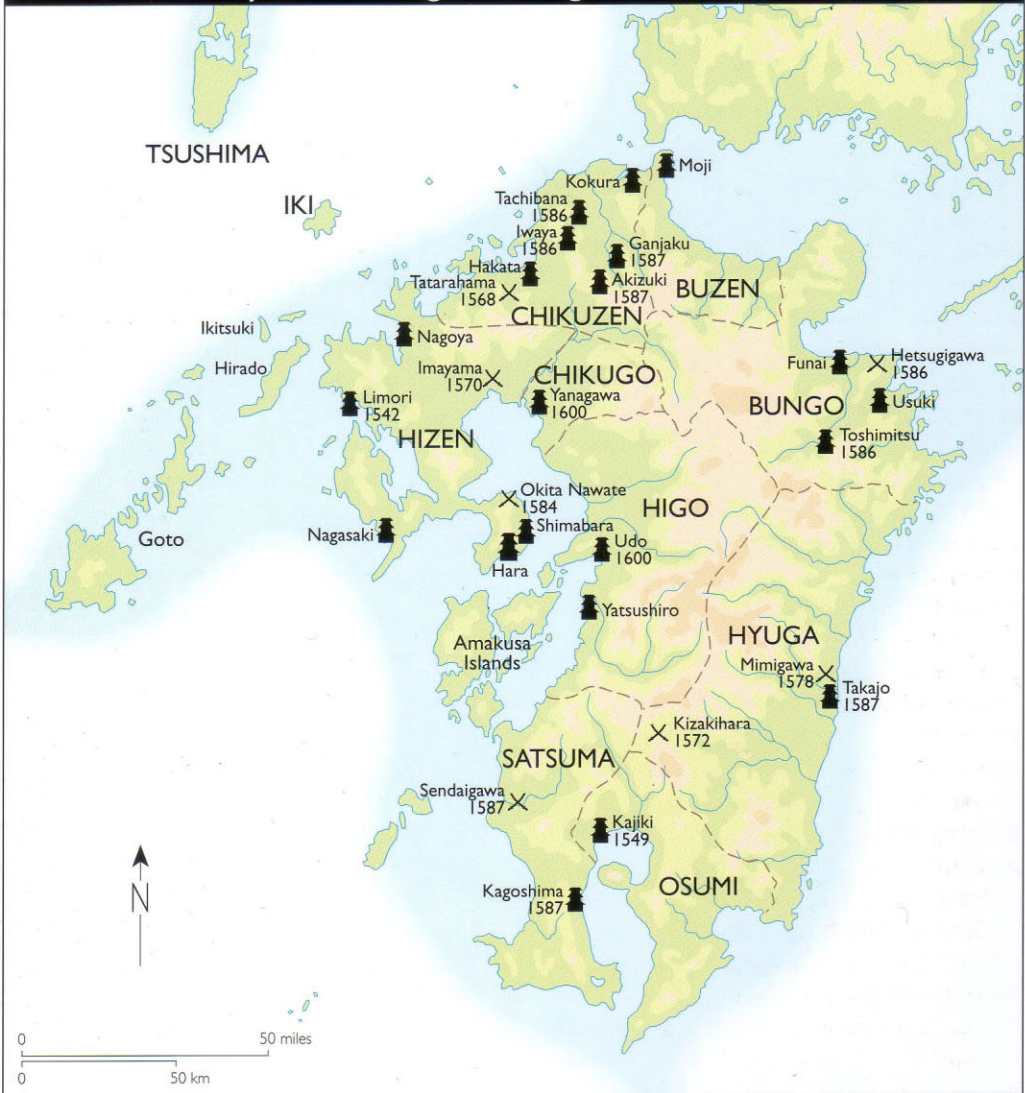 TSUSHIMA
IKI
Moji
Kokura
Tachibana
1586
Iwaya
1586
Ganjaku
1587
Hakata
Akizuki
1587
Tatarahama
1568
BUZEN
CHIKUZEN
Ikitsuki
Nagoya
Hirado
Imayama
1570
CHIKUGO
Funai
Hetsugigawa
1586
Limori
1542
Yanagawa
1600
BUNGO
Usuki
HIZEN
Toshimitsu
1586
Okita Nawate
1584
HIGO
Goto
Nagasaki
Shimabara
Hara
Udo
1600
Yatsushiro
Amakusa
Islands
HYUGA
Mimigawa
1578
Takajo
1587
Kizakihara
1572
SATSUMA
Sendaigawa
1587
Kajiki
1549
OSUMI
Kagoshima
1587
N
0
50 miles
0
50 km